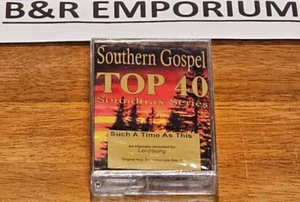 B&R EMPORIUM
Southern Gospel
TOP 40
Soundtrax Series
Such A Time As This
as originally recorded by
LordSong